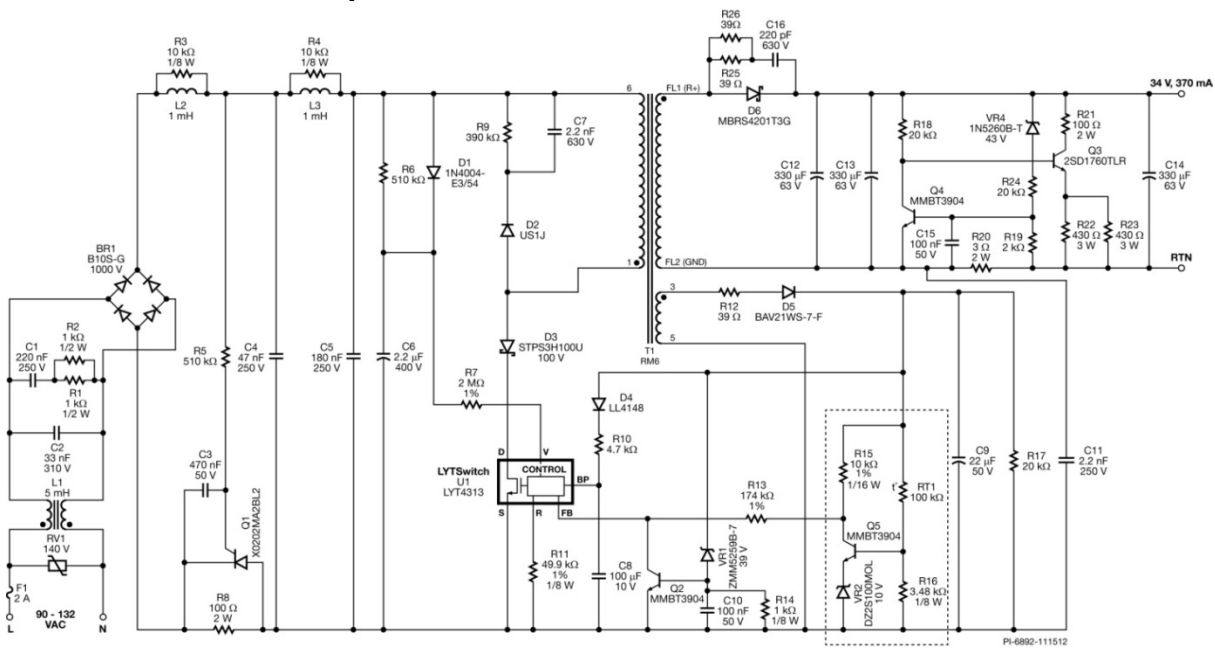 R3
10 kΩ
1/8 W
L2
1 mH
R4
10 kΩ
1/8 W
L3
1 mH
R26
39Ω
C16
220 pF
630 V
R25
39 Ω
D6
MBRS4201T3G
FL1 (R+)
6
34 V, 370 mA
R9
390 kΩ
C7
2.2 nF
630 V
R6
510 kΩ
D1
1N4004-
E3/54
D2
US1J
1
FL2 (GND)
C12
330 µF
63 V
C13
330 µF
63 V
R18
20 kΩ
VR4
1N5260B-T
43 V
R21
100 Ω
2 W
Q3
2SD1760TLR
C14
330 µF
63 V
Q4
MMBT3904
R24
20 kΩ
C15
100 nF
50 V
R20
3 Ω
2 W
R19
2 kΩ
R22
430 Ω
3 W
R23
430 Ω
3 W
RTN
BR1
B10S-G
1000 V
R2
1 kΩ
1/2 W
C1
220 nF
250 V
R1
1 kΩ
1/2 W
C2
33 nF
310 V
L1
5 mH
RV1
140 V
F1
2 A
L
90 - 132
VAC
N
R5
510 kΩ
C4
47 nF
250 V
C5
180 nF
250 V
C6
2.2 µF
400 V
D3
STPS3H100U
100 V
R7
2 MΩ
1%
T1
RM6
3
5
R12
39 Ω
D5
BAV21WS-7-F
D4
LL4148
R10
4.7 kΩ
C3
470 nF
50 V
Q1
X0202MA2BL2
R8
100 Ω
2 W
LYTSwitch
U1
LYT4313
D
V
CONTROL
BP
S
R
FB
R11
49.9 kΩ
1%
1/8 W
C8
100 µF
10 V
Q2
MMBT3904
VR1
ZMM5259B-7
39 V
C10
100 nF
50 V
R14
1 kΩ
1/8 W
R13
174 kΩ
1%
R15
10 kΩ
1%
1/16 W
t°
RT1
100 kΩ
Q5
MMBT3904
VR2
DZ2S100MOL
10 V
R16
3.48 kΩ
1/8 W
C9
22 µF
50 V
R17
20 kΩ
C11
2.2 nF
250 V
PI-6892-111512